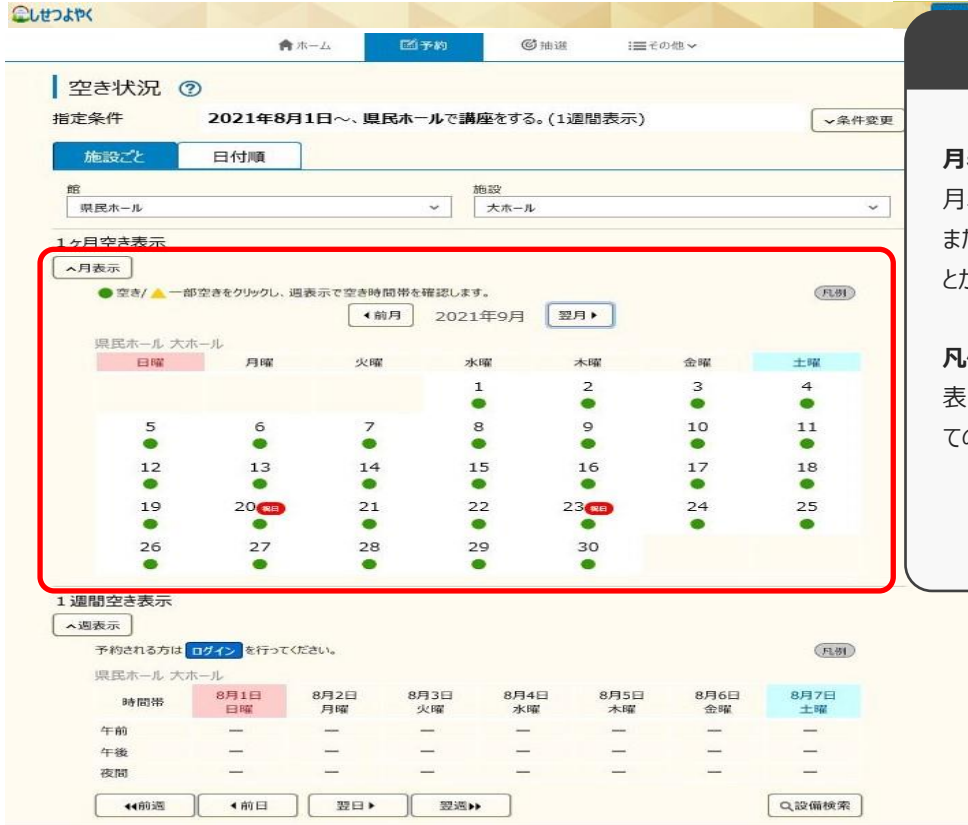 しせつよやく
ホーム 予約 抽選 その他
空き状況 ?
指定条件 2021年8月1日～、県民ホールで講座をする。(1週間表示) 条件変更
施設ごと 日付順
館 施設
県民ホール 大ホール
1ヶ月空き表示
月表示
空き/ 一部空きをクリックし、週表示で空き時間帯を確認します。 凡例
前月 2021年9月 翌月
県民ホール 大ホール
日曜 月曜 火曜 水曜 木曜 金曜 土曜
1 2 3 4
5 6 7 8 9 10 11
12 13 14 15 16 17 18
19 20祝日 21 22 23祝日 24 25
26 27 28 29 30
1週間空き表示
週表示
予約される方は ログイン を行ってください。 凡例
県民ホール 大ホール
時間帯 8月1日 8月2日 8月3日 8月4日 8月5日 8月6日 8月7日
日曜 月曜 火曜 水曜 木曜 金曜 土曜
午前 — — — — — — —
午後 — — — — — — —
夜間 — — — — — — —
前週 前日 翌日 翌週 設備検索
月
月
また
とか
凡
表
ての